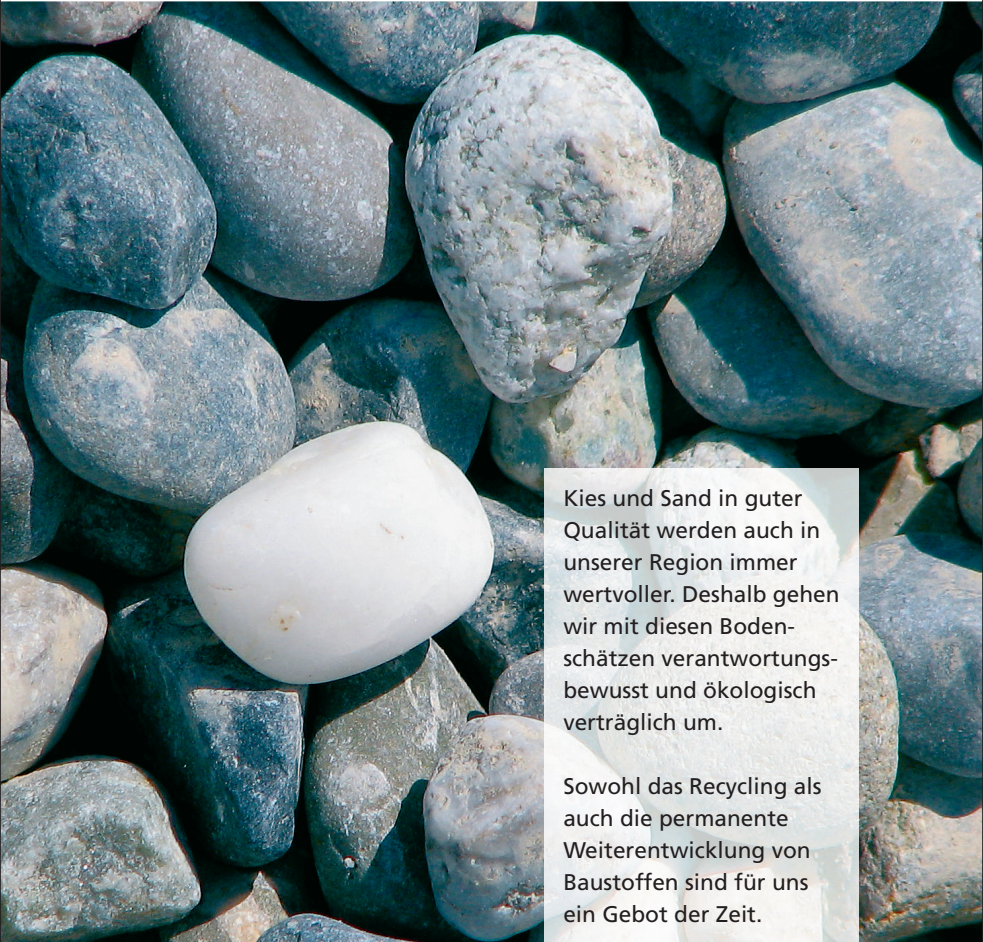 Kies und Sand in guter
Qualität werden auch in
unserer Region immer
wertvoller. Deshalb gehen
wir mit diesen Boden-
schätzen verantwortungs-
bewusst und ökologisch
verträglich um.
Sowohl das Recycling als
auch die permanente
Weiterentwicklung von
Baustoffen sind für uns
ein Gebot der Zeit.